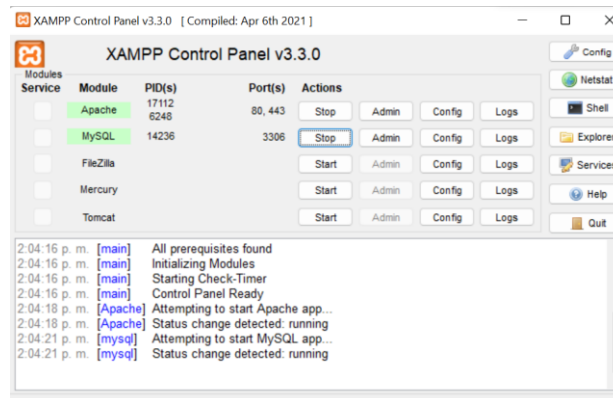 XAMPP Control Panel v3.3.0 [ Compiled: Apr 6th 2021 ]
XAMPP Control Panel v3.3.0
Config
Modules
Service Module PID(s) Port(s) Actions
Netstat
Apache 17112 6248 80, 443 Stop Admin Config Logs
Shell
MySQL 14236 3306 Stop Admin Config Logs
Explorer
FileZilla Start Admin Config Logs
Services
Mercury Start Admin Config Logs
Help
Tomcat Start Admin Config Logs
Quit
2:04:16 p. m. [main] All prerequisites found
2:04:16 p. m. [main] Initializing Modules
2:04:16 p. m. [main] Starting Check-Timer
2:04:16 p. m. [main] Control Panel Ready
2:04:18 p. m. [Apache] Attempting to start Apache app...
2:04:18 p. m. [Apache] Status change detected: running
2:04:21 p. m. [mysql] Attempting to start MySQL app...
2:04:21 p. m. [mysql] Status change detected: running